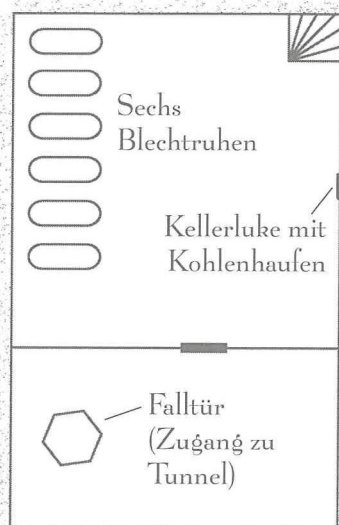 Sechs
Blechtruhen
Kellerluke mit
Kohlenhaufen
Falltür
(Zugang zu
Tunnel)